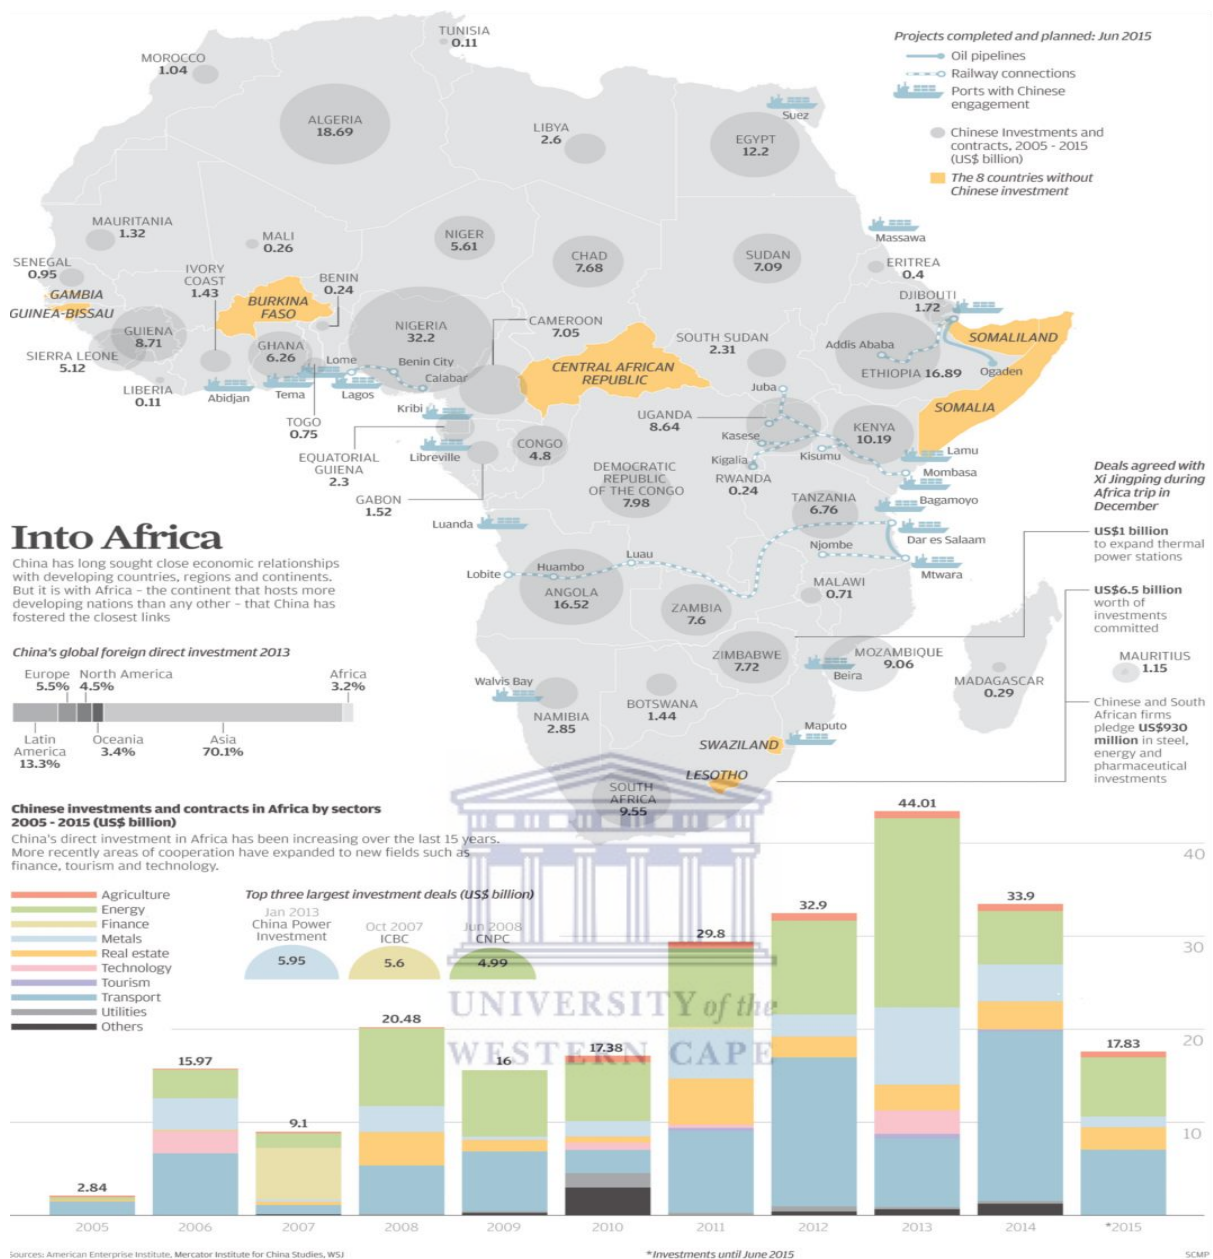 TUNISIA
0.11
MOROCCO
1.04
ALGERIA
18.69
LIBYA
2.6
Suez
EGYPT
12.2
Projects completed and planned: Jun 2015
Oil pipelines
Railway connections
Ports with Chinese
engagement
Chinese Investments and
contracts, 2005 - 2015
(US$ billion)
The 8 countries without
Chinese investment
MAURITANIA
1.32
MALI
0.26
NIGER
5.61
CHAD
7.68
SUDAN
7.09
Massawa
ERITREA
0.4
SENEGAL
0.95
GAMBIA
GUINEA-BISSAU
IVORY
COAST
1.43
BURKINA
FASO
BENIN
0.24
DJIBOUTI
1.72
GUIENA
8.71
SIERRA LEONE
5.12
LIBERIA
0.11
GHANA
6.26
NIGERIA
32.2
CAMEROON
7.05
SOUTH SUDAN
2.31
Addis Ababa
ETHIOPIA 16.89
SOMALILAND
Ogaden
SOMALIA
Lome
Benin City
Calabar
Abidjan
Tema
Lagos
CENTRAL AFRICAN
REPUBLIC
Juba
TOGO
0.75
Kribi
UGANDA
8.64
KENYA
10.19
Kasese
Kisumu
Lamu
EQUATORIAL
GUIENA
2.3
Libreville
CONGO
4.8
Kigalia
RWANDA
0.24
Mombasa
DEMOCRATIC
REPUBLIC
OF THE CONGO
7.98
GABON
1.52
TANZANIA
6.76
Bagamoyo
Luanda
Dar es Salaam
Njombe
Mtwara
Lobite
Huambo
Luau
ANGOLA
16.52
ZAMBIA
7.6
MALAWI
0.71
ZIMBABWE
7.72
MOZAMBIQUE
9.06
Beira
MADAGASCAR
0.29
MAURITIUS
1.15
Walvis Bay
NAMIBIA
2.85
BOTSWANA
1.44
Maputo
SWAZILAND
LESOTHO
SOUTH
AFRICA
9.55
Deals agreed with
Xi Jingping during
Africa trip in
December
US$1 billion
to expand thermal
power stations
US$6.5 billion
worth of
investments
committed
Chinese and South
African firms
pledge US$930
million in steel,
energy and
pharmaceutical
investments
Into Africa
China has long sought close economic relationships
with developing countries, regions and continents.
But it is with Africa – the continent that hosts more
developing nations than any other – that China has
fostered the closest links
China's global foreign direct investment 2013
Europe
5.5%
North America
4.5%
Africa
3.2%
Latin
America
13.3%
Oceania
3.4%
Asia
70.1%
Chinese investments and contracts in Africa by sectors
2005 - 2015 (US$ billion)
China's direct investment in Africa has been increasing over the last 15 years.
More recently areas of cooperation have expanded to new fields such as
finance, tourism and technology.
Agriculture
Energy
Finance
Metals
Real estate
Technology
Tourism
Transport
Utilities
Others
Top three largest investment deals (US$ billion)
Jan 2013
China Power
Investment
5.95
Oct 2007
ICBC
5.6
Jun 2008
CNPC
4.99
UNIVERSITY of the
WESTERN CAPE
40
30
20
10
2.84
15.97
9.1
20.48
16
17.38
29.8
32.9
44.01
33.9
17.83
2005
2006
2007
2008
2009
2010
2011
2012
2013
2014
*2015
Sources: American Enterprise Institute, Mercator Institute for China Studies, WSJ
*Investments until June 2015
SCMP